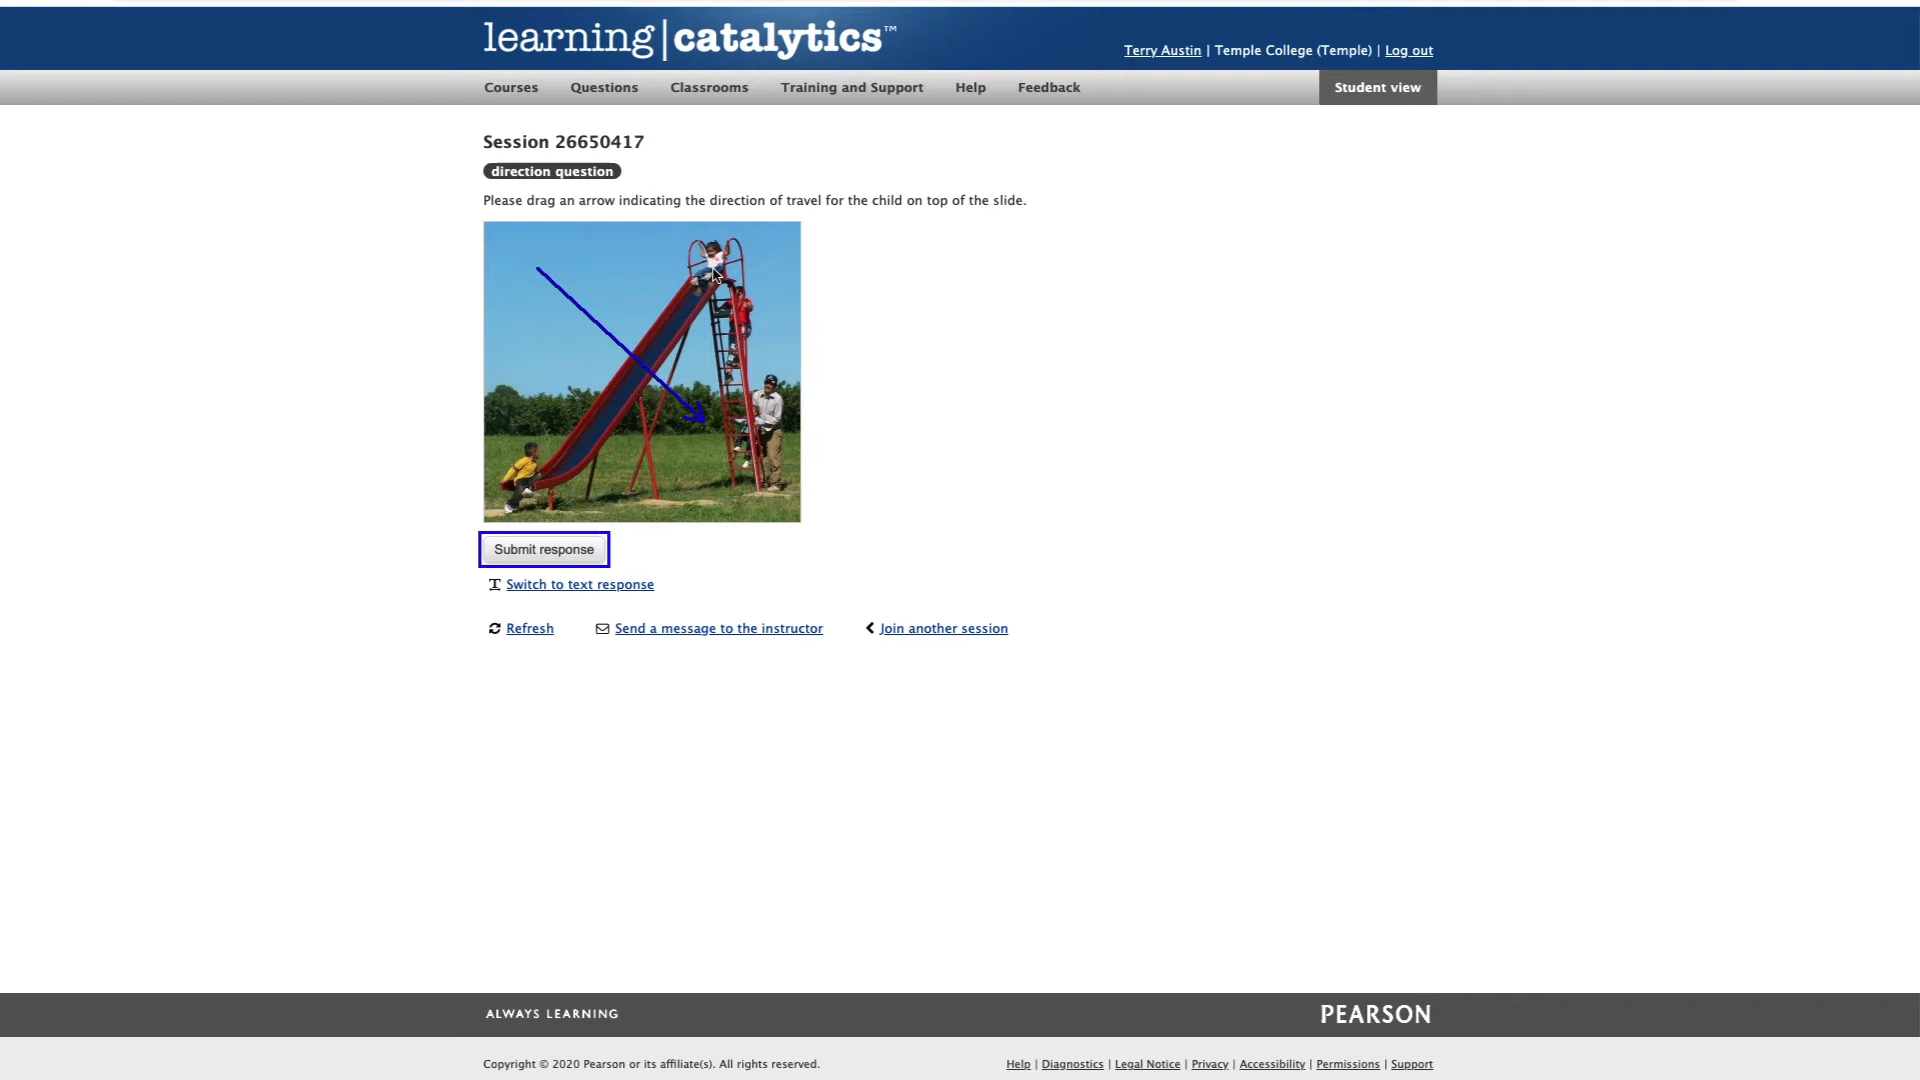 learning|catalytics™
Terry Austin | Temple College (Temple) | Log out
Courses Questions Classrooms Training and Support Help Feedback Student view
Session 26650417
direction question
Please drag an arrow indicating the direction of travel for the child on top of the slide.
Submit response
Switch to text response
Refresh Send a message to the instructor Join another session
ALWAYS LEARNING PEARSON
Copyright © 2020 Pearson or its affiliate(s). All rights reserved. Help | Diagnostics | Legal Notice | Privacy | Accessibility | Permissions | Support